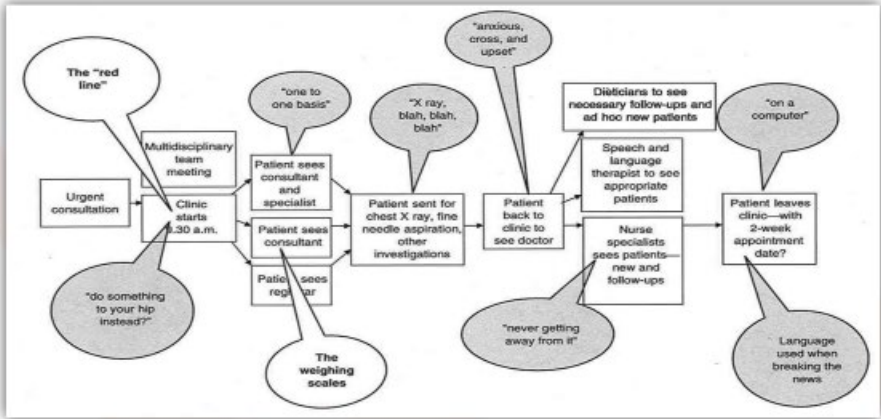 The "red
line"
"one to
one basis"
"X ray,
blah, blah,
blah"
"anxious,
cross, and
upset"
"on a
computer"
Multidisciplinary
team
meeting
Urgent
consultation
Clinic
starts
.30 a.m.
Patient sees
consultant
and
specialist
Patient sees
consultant
Patient sees
registrar
Patient sent for
chest X ray, fine
needle aspiration,
other
investigations
Patient
back to
clinic to
see doctor
Dieticians to see
necessary follow-ups and
ad hoc new patients
Speech and
language
therapist to see
appropriate
patients
Nurse
specialists
sees patients—
new and
follow-ups
Patient leaves
clinic—with
2-week
appointment
date?
"do something
to your hip
instead?"
The
weighing
scales
"never getting
away from it"
Language
used when
breaking the
news